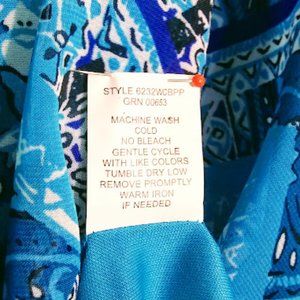 STYLE 6232WCBPP
GRN 00653
MACHINE WASH
COLD
NO BLEACH
GENTLE CYCLE
WITH LIKE COLORS
TUMBLE DRY LOW
REMOVE PROMPTLY
WARM IRON
IF NEEDED